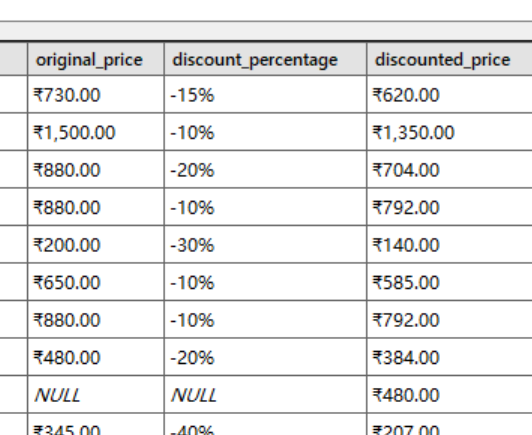 original_price discount_percentage discounted_price
₹730.00 -15% ₹620.00
₹1,500.00 -10% ₹1,350.00
₹880.00 -20% ₹704.00
₹880.00 -10% ₹792.00
₹200.00 -30% ₹140.00
₹650.00 -10% ₹585.00
₹880.00 -10% ₹792.00
₹480.00 -20% ₹384.00
NULL NULL ₹480.00
₹345.00 -40% ₹207.00